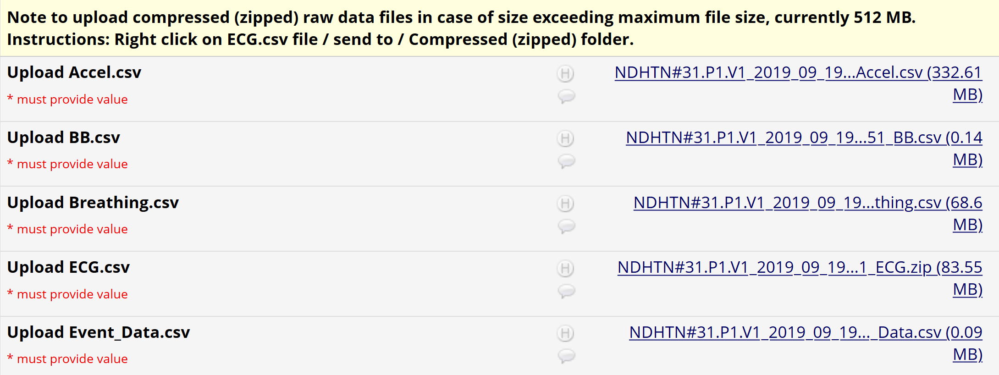 Note to upload compressed (zipped) raw data files in case of size exceeding maximum file size, currently 512 MB.
Instructions: Right click on ECG.csv file / send to / Compressed (zipped) folder.
Upload Accel.csv
* must provide value
H
NDHTN#31.P1.V1_2019_09_19...Accel.csv (332.61
MB)
Upload BB.csv
* must provide value
H
NDHTN#31.P1.V1_2019_09_19...51_BB.csv (0.14
MB)
Upload Breathing.csv
* must provide value
H
NDHTN#31.P1.V1_2019_09_19...thing.csv (68.6
MB)
Upload ECG.csv
* must provide value
H
NDHTN#31.P1.V1_2019_09_19...1_ECG.zip (83.55
MB)
Upload Event_Data.csv
* must provide value
H
NDHTN#31.P1.V1_2019_09_19..._Data.csv (0.09
MB)